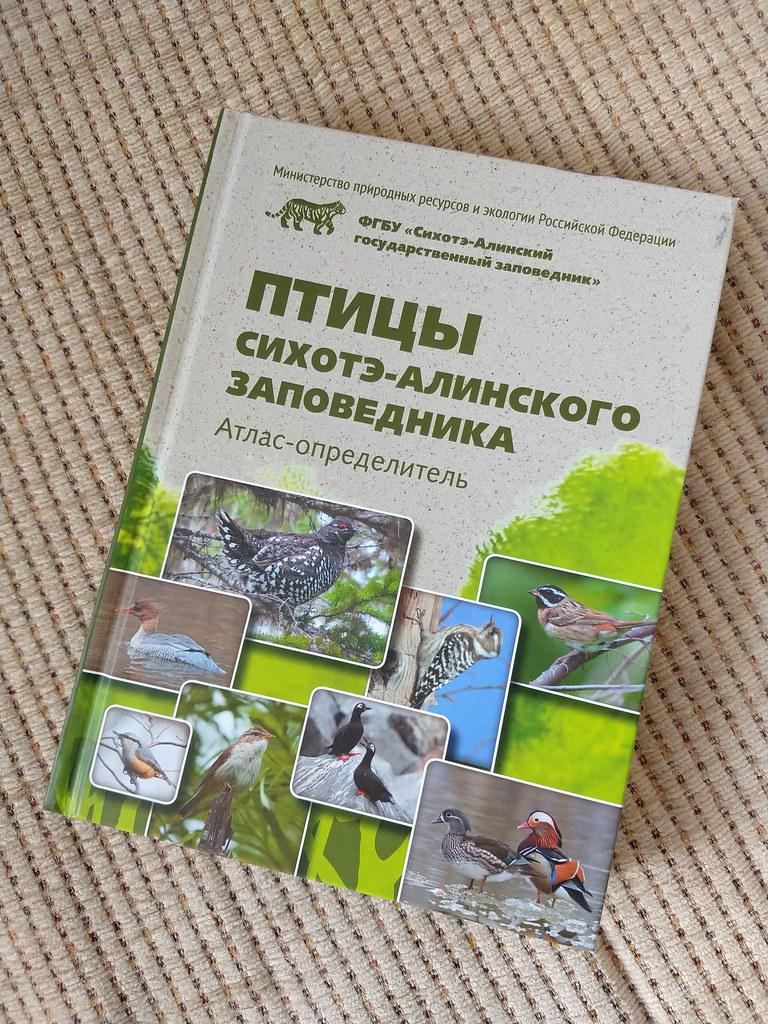 Министерство природных ресурсов и экологии Российской Федерации
ФГБУ «Сихотэ-Алинский
государственный заповедник»
ПТИЦЫ
СИХОТЭ-АЛИНСКОГО
ЗАПОВЕДНИКА
Атлас-определитель